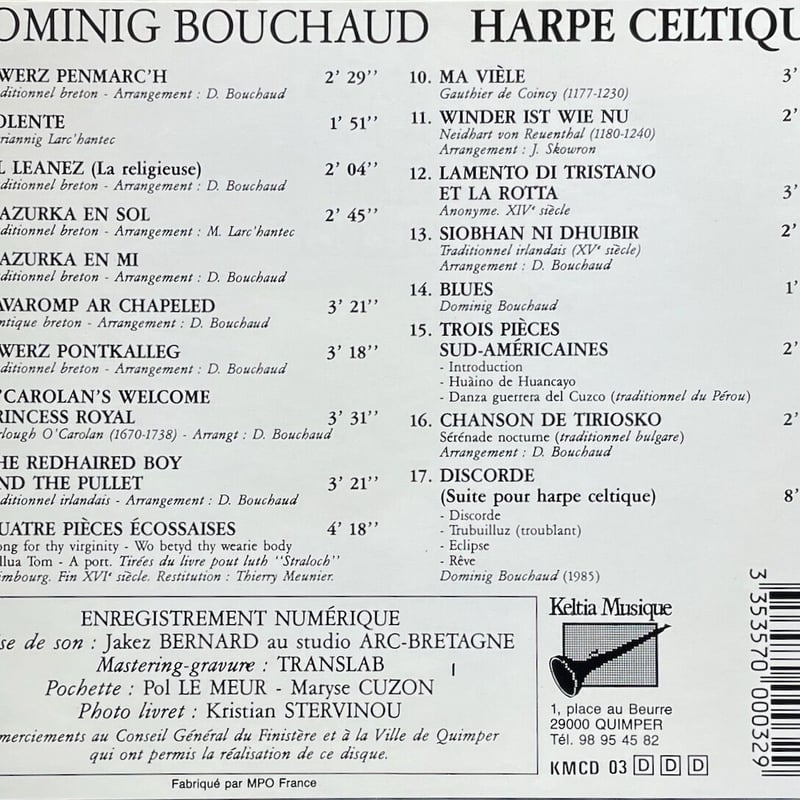 OMINIG BOUCHAUD HARPE CELTIQU
WERZ PENMARC'H 2' 29''
ditionnel breton - Arrangement : D. Bouchaud
OLENTE 1' 51''
riannig Larc'hantec
L LEANEZ (La religieuse) 2' 04''
ditionnel breton - Arrangement : D. Bouchaud
AZURKA EN SOL 2' 45''
ditionnel breton - Arrangement : M. Larc'hantec
AZURKA EN MI
ditionnel breton - Arrangement : D. Bouchaud
AVAROMP AR CHAPELED 3' 21''
ntique breton - Arrangement : D. Bouchaud
WERZ PONTKALLEG 3' 18''
ditionnel breton - Arrangement : D. Bouchaud
'CAROLAN'S WELCOME
RINCESS ROYAL 3' 31''
rlough O'Carolan (1670-1738) - Arrangt : D. Bouchaud
HE REDHAIRED BOY
ND THE PULLET 3' 21''
ditionnel irlandais - Arrangement : D. Bouchaud
UATRE PIÈCES ÉCOSSAISES 4' 18''
ong for thy virginity - Wo betyd thy wearie body
llua Tom - A port. Tirées du livre pout luth "Straloch"
imbourg. Fin XVIe siècle. Restitution : Thierry Meunier.
10. MA VIÈLE 3'
Gauthier de Coincy (1177-1230)
11. WINDER IST WIE NU 2'
Neidhart von Reuenthal (1180-1240)
Arrangement : J. Skowron
12. LAMENTO DI TRISTANO
ET LA ROTTA 3'
Anonyme. XIVe siècle
13. SIOBHAN NI DHUIBIR 2'
Traditionnel irlandais (XVe siècle)
Arrangement : D. Bouchaud
14. BLUES 1'
Dominig Bouchaud
15. TROIS PIÈCES
SUD-AMÉRICAINES 2'
- Introduction
- Huàino de Huancayo
- Danza guerrera del Cuzco (traditionnel du Pérou)
16. CHANSON DE TIRIOSKO 2'
Sérénade nocturne (traditionnel bulgare)
Arrangement : D. Bouchaud
17. DISCORDE
(Suite pour harpe celtique) 8'
- Discorde
- Trubuilluz (troublant)
- Eclipse
- Rêve
Dominig Bouchaud (1985)
ENREGISTREMENT NUMÉRIQUE
ise de son : Jakez BERNARD au studio ARC-BRETAGNE
Mastering-gravure : TRANSLAB
Pochette : Pol LE MEUR - Maryse CUZON
Photo livret : Kristian STERVINOU
merciements au Conseil Général du Finistère et à la Ville de Quimper
qui ont permis la réalisation de ce disque.
Fabriqué par MPO France
Keltia Musique
1, place au Beurre
29000 QUIMPER
Tél. 98 95 45 82
KMCD 03 D D D
3 353570 000329